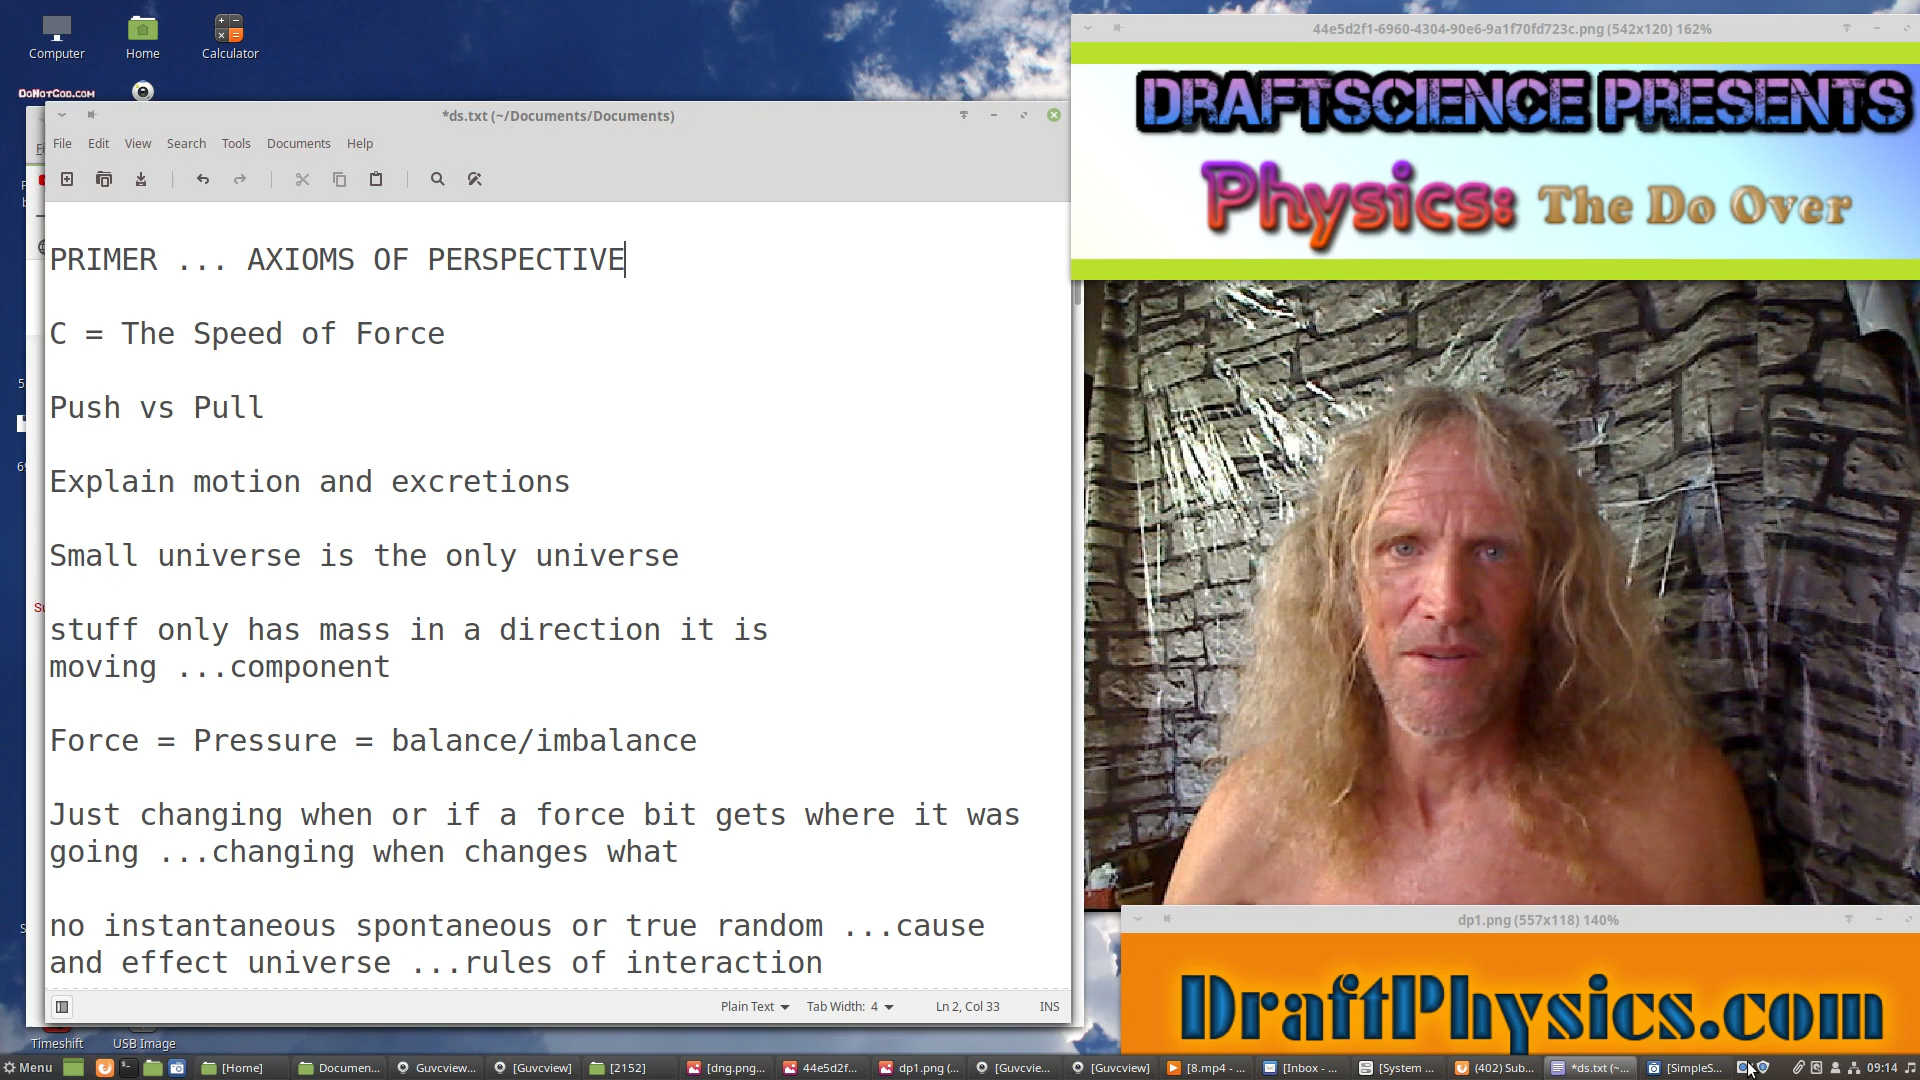 Computer
Home
Calculator
DONOTGOD.COM
*ds.txt (~/Documents/Documents)
File Edit View Search Tools Documents Help
PRIMER ... AXIOMS OF PERSPECTIVE
C = The Speed of Force
Push vs Pull
Explain motion and excretions
Small universe is the only universe
stuff only has mass in a direction it is
moving ...component
Force = Pressure = balance/imbalance
Just changing when or if a force bit gets where it was
going ...changing when changes what
no instantaneous spontaneous or true random ...cause
and effect universe ...rules of interaction
Plain Text Tab Width: 4 Ln 2, Col 33 INS
44e5d2f1-6960-4304-90e6-9a1f70fd723c.png (542x120) 162%
DRAFTSCIENCE PRESENTS
Physics: The Do Over
dp1.png (557x118) 140%
DraftPhysics.com
Timeshift
USB Image
Menu
[Home]
Documen...
Guvcview...
[Guvcview]
[2152]
[dng.png...
44e5d2f...
dp1.png (...
[Guvcvie...
[Guvcview]
[8.mp4 - ...
[Inbox - ...
[System ...
(402) Sub...
*ds.txt (~...
[SimpleS...
09:14